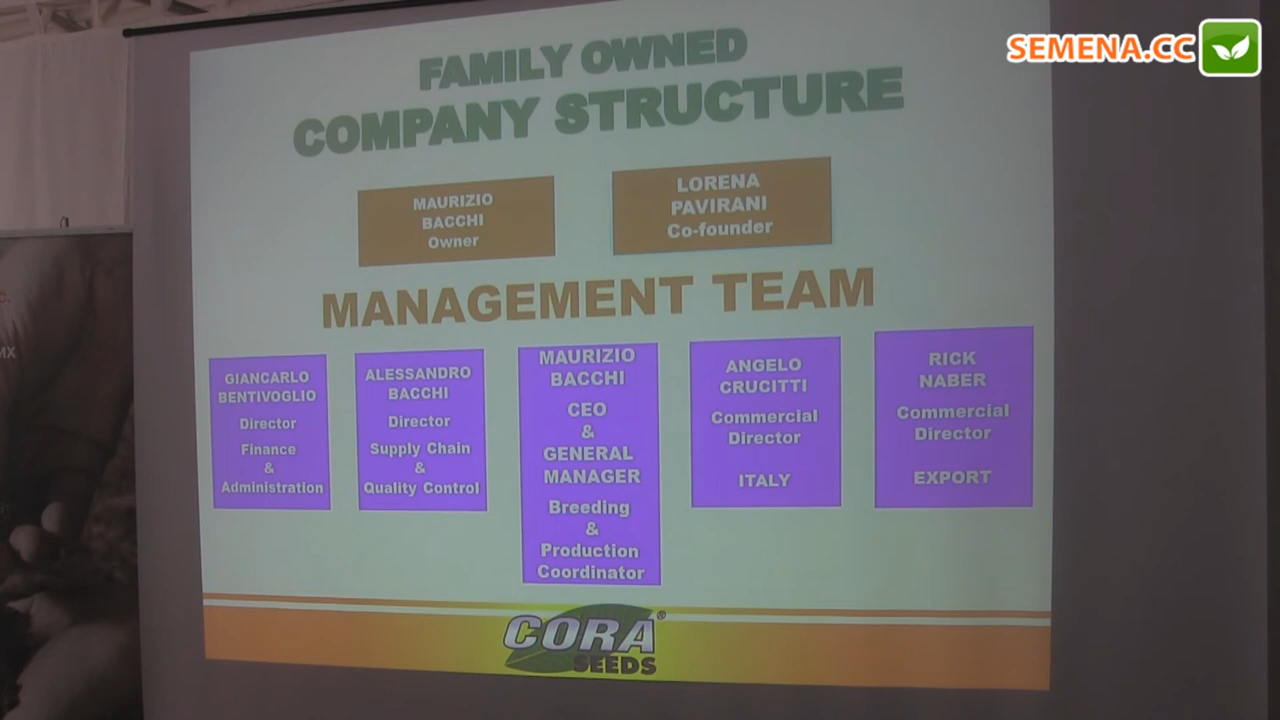 SEMENA.CC
FAMILY OWNED
COMPANY STRUCTURE
MAURIZIO
BACCHI
Owner
LORENA
PAVIRANI
Co-founder
MANAGEMENT TEAM
GIANCARLO
BENTIVOGLIO
Director
Finance
&
Administration
ALESSANDRO
BACCHI
Director
Supply Chain
&
Quality Control
MAURIZIO
BACCHI
CEO
&
GENERAL
MANAGER
Breeding
&
Production
Coordinator
ANGELO
CRUCITTI
Commercial
Director
ITALY
RICK
NABER
Commercial
Director
EXPORT
CORA®
SEEDS
C.
MX